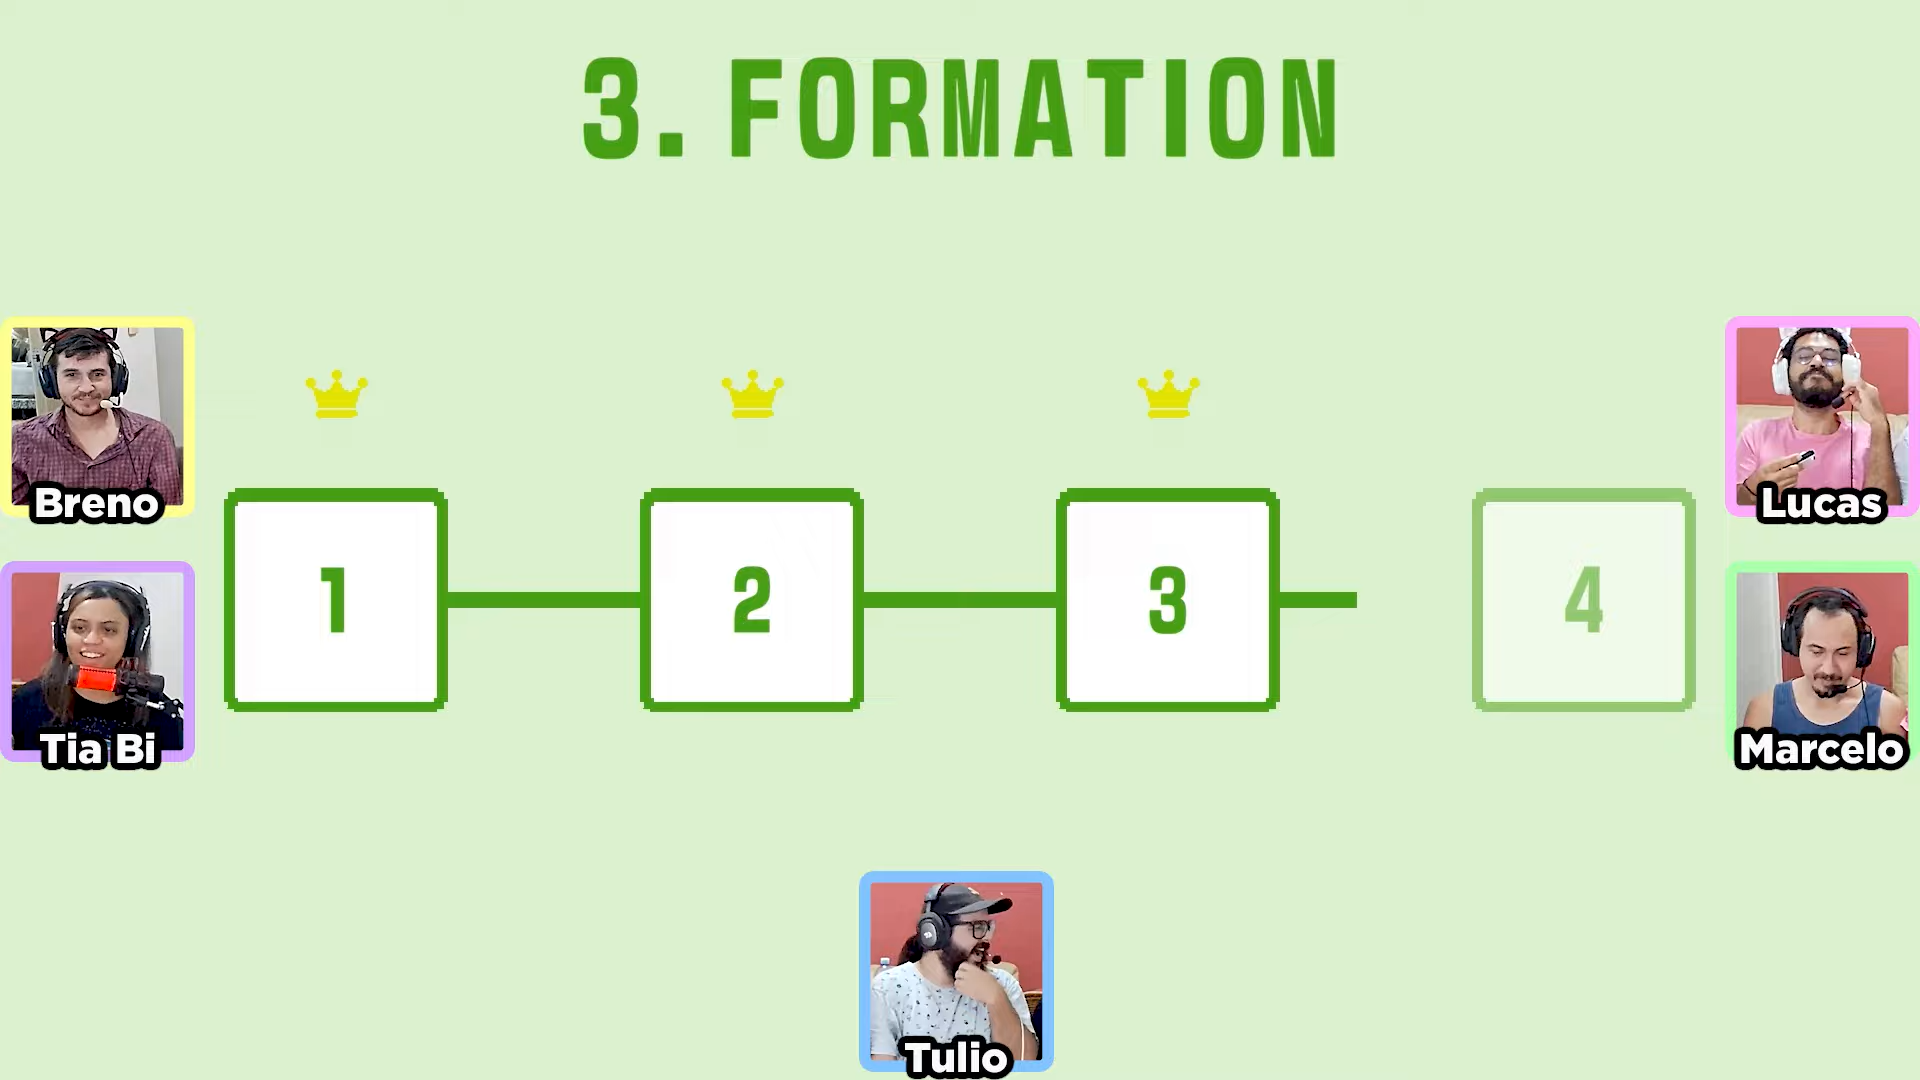 3. FORMATION
Breno
Lucas
1
2
3
4
Tia Bi
Marcelo
Tulio